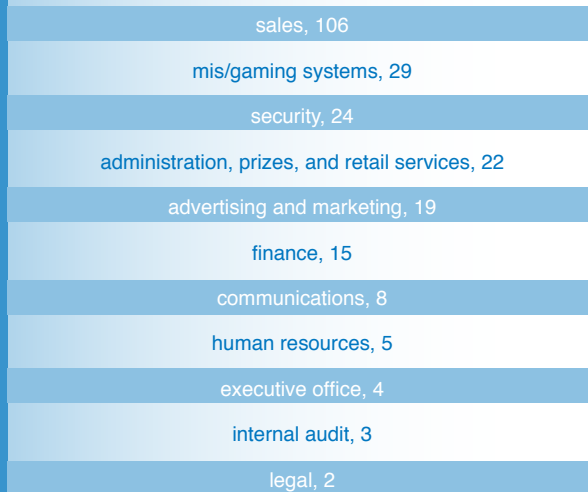 sales, 106
mis/gaming systems, 29
security, 24
administration, prizes, and retail services, 22
advertising and marketing, 19
finance, 15
communications, 8
human resources, 5
executive office, 4
internal audit, 3
legal, 2